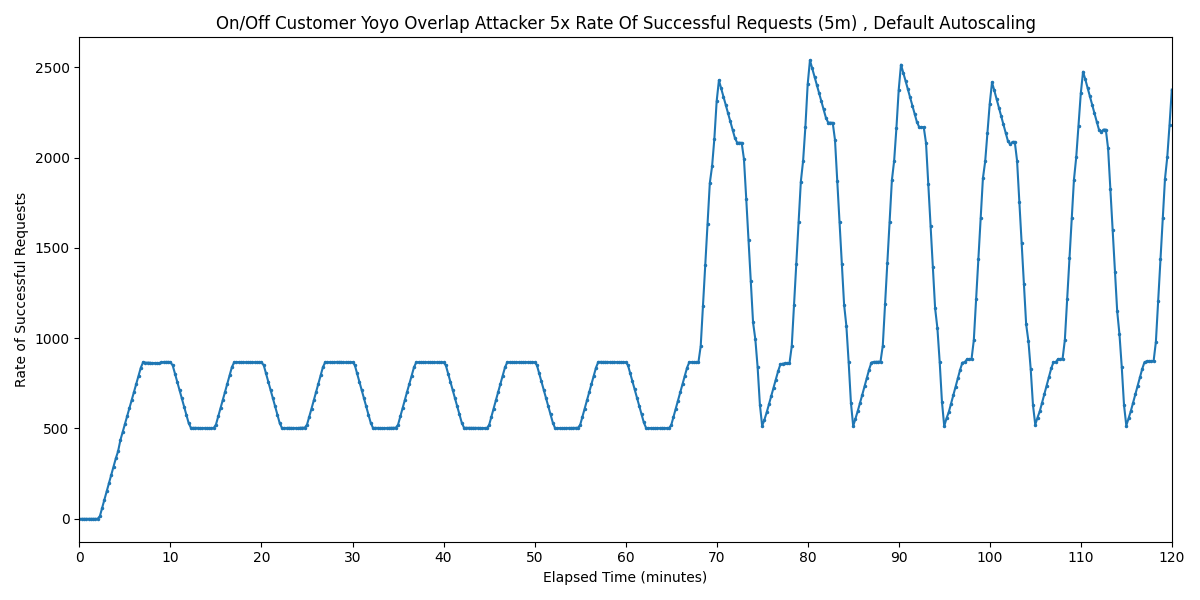 On/Off Customer Yoyo Overlap Attacker 5x Rate Of Successful Requests (5m) , Default Autoscaling
Rate of Successful Requests
2500
2000
1500
1000
500
0
0 10 20 30 40 50 60 70 80 90 100 110 120
Elapsed Time (minutes)